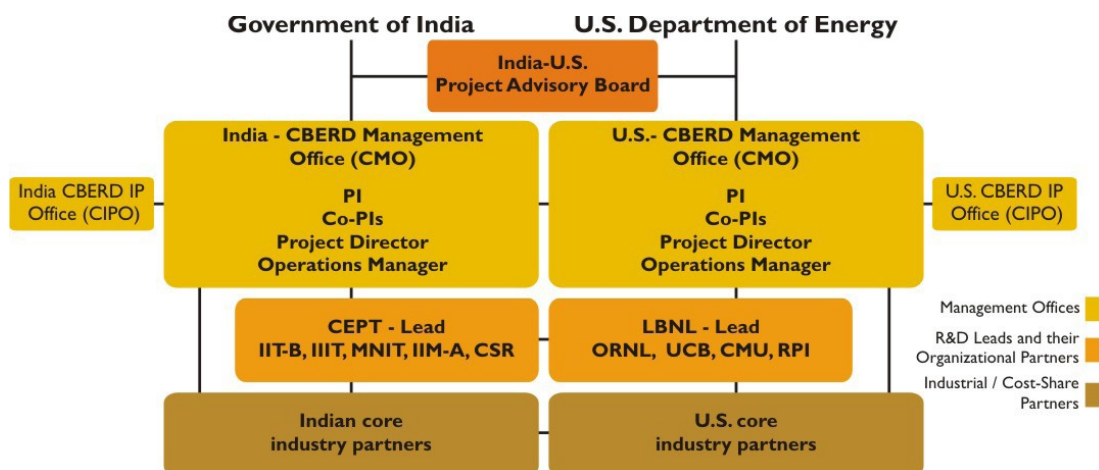 Government of India
U.S. Department of Energy
India-U.S.
Project Advisory Board
India - CBERD Management
Office (CMO)
PI
Co-PIs
Project Director
Operations Manager
U.S.- CBERD Management
Office (CMO)
PI
Co-PIs
Project Director
Operations Manager
India CBERD IP
Office (CIPO)
U.S. CBERD IP
Office (CIPO)
CEPT - Lead
IIT-B, IIIT, MNIT, IIM-A, CSR
LBNL - Lead
ORNL, UCB, CMU, RPI
Indian core
industry partners
U.S. core
industry partners
Management Offices
R&D Leads and their
Organizational Partners
Industrial / Cost-Share
Partners